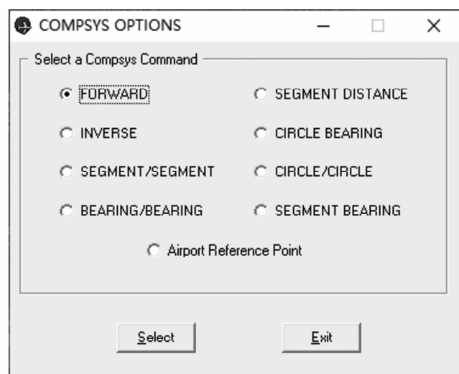 COMPSYS OPTIONS
Select a Compsys Command
FORWARD SEGMENT DISTANCE
INVERSE CIRCLE BEARING
SEGMENT/SEGMENT CIRCLE/CIRCLE
BEARING/BEARING SEGMENT BEARING
Airport Reference Point
Select Exit